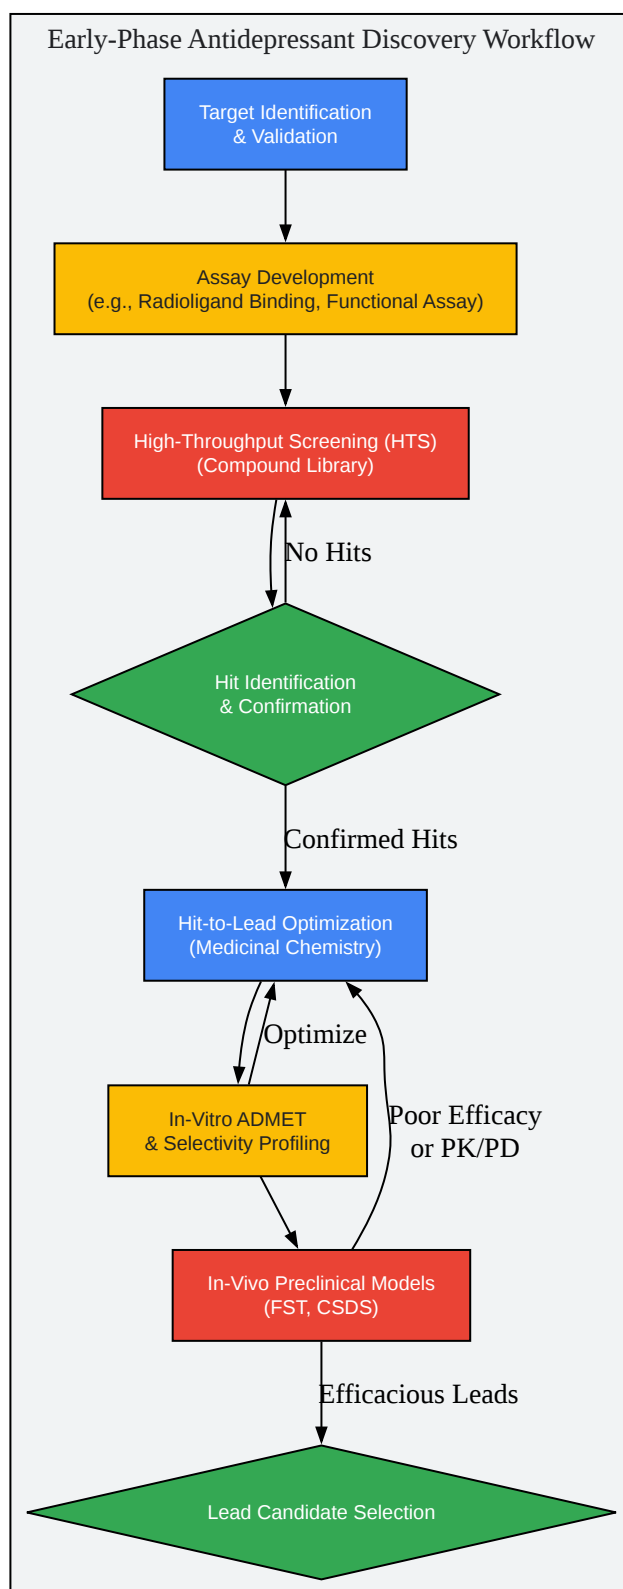 Early-Phase Antidepressant Discovery Workflow
Target Identification
& Validation
Assay Development
(e.g., Radioligand Binding, Functional Assay)
High-Throughput Screening (HTS)
(Compound Library)
No Hits
Hit Identification
& Confirmation
Confirmed Hits
Hit-to-Lead Optimization
(Medicinal Chemistry)
Optimize
In-Vitro ADMET
& Selectivity Profiling
Poor Efficacy
or PK/PD
In-Vivo Preclinical Models
(FST, CSDS)
Efficacious Leads
Lead Candidate Selection